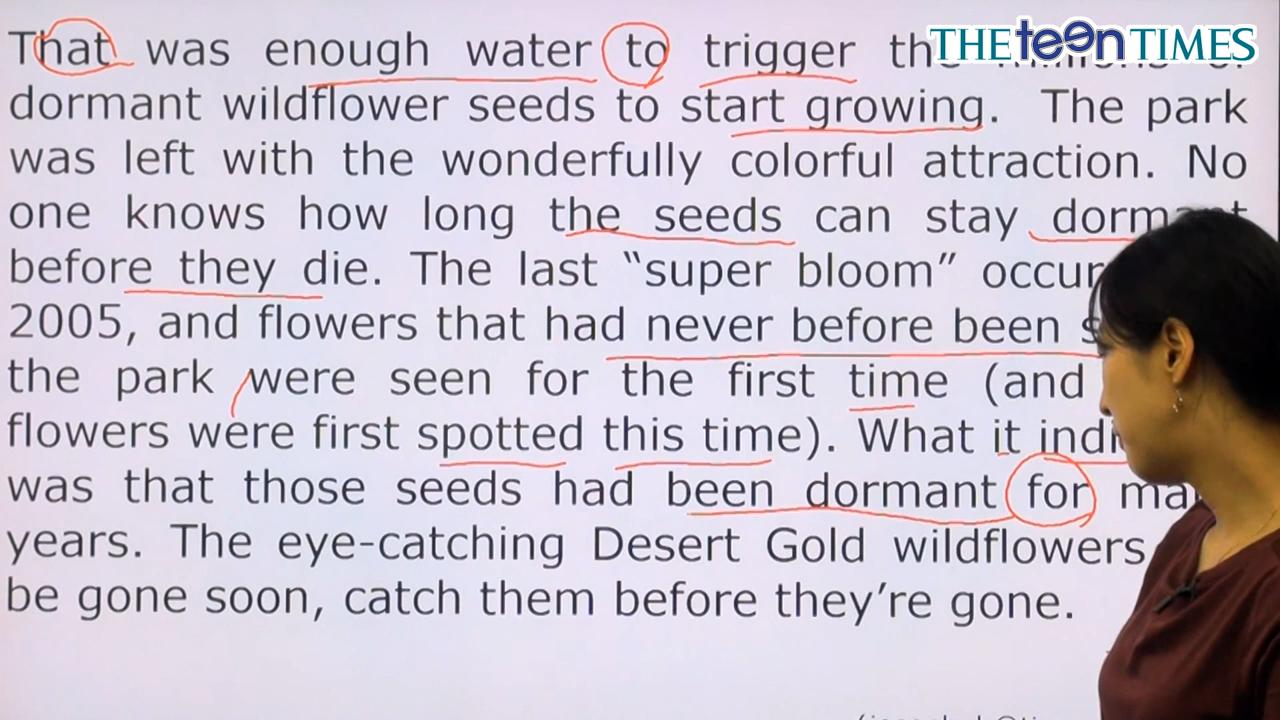 THE teen TIMES
That was enough water to trigger
dormant wildflower seeds to start growing. The park
was left with the wonderfully colorful attraction. No
one knows how long the seeds can stay dormant
before they die. The last “super bloom”
2005, and flowers that had never before been
the park were seen for the first time (and
flowers were first spotted this time). What it
was that those seeds had been dormant for
years. The eye-catching Desert Gold wildflowers
be gone soon, catch them before they’re gone.